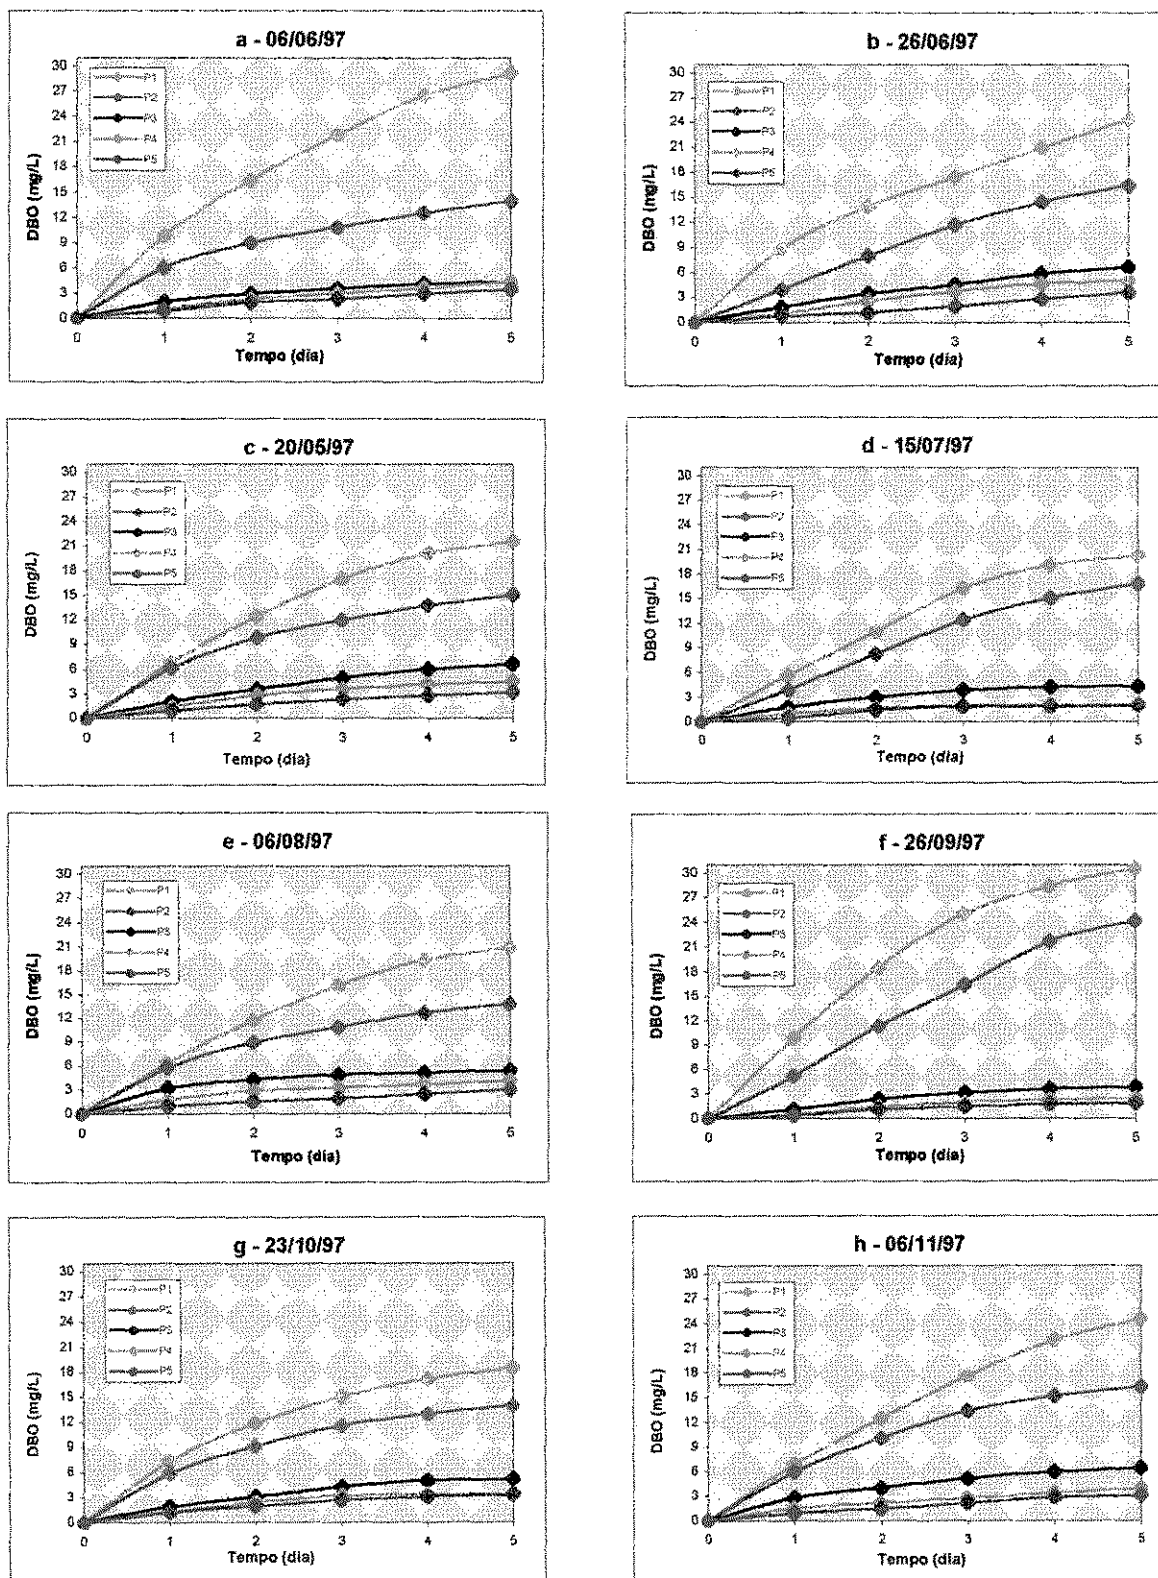 a - 06/06/97
DBO (mg/L)
30
27
24
21
18
15
12
9
6
3
0
P1
P2
P3
P4
P5
0 1 2 3 4 5
Tempo (dia)
b - 26/06/97
DBO (mg/L)
30
27
24
21
18
15
12
9
6
3
0
P1
P2
P3
P4
P5
0 1 2 3 4 5
Tempo (dia)
c - 20/05/97
DBO (mg/L)
30
27
24
21
18
15
12
9
6
3
0
P1
P2
P3
P4
P5
0 1 2 3 4 5
Tempo (dia)
d - 15/07/97
DBO (mg/L)
30
27
24
21
18
15
12
9
6
3
0
P1
P2
P3
P4
P5
0 1 2 3 4 5
Tempo (dia)
e - 06/08/97
DBO (mg/L)
30
27
24
21
18
15
12
9
6
3
0
P1
P2
P3
P4
P5
0 1 2 3 4 5
Tempo (dia)
f - 26/09/97
DBO (mg/L)
30
27
24
21
18
15
12
9
6
3
0
P1
P2
P3
P4
P5
0 1 2 3 4 5
Tempo (dia)
g - 23/10/97
DBO (mg/L)
30
27
24
21
18
15
12
9
6
3
0
P1
P2
P3
P4
P5
0 1 2 3 4 5
Tempo (dia)
h - 06/11/97
DBO (mg/L)
30
27
24
21
18
15
12
9
6
3
0
P1
P2
P3
P4
P5
0 1 2 3 4 5
Tempo (dia)